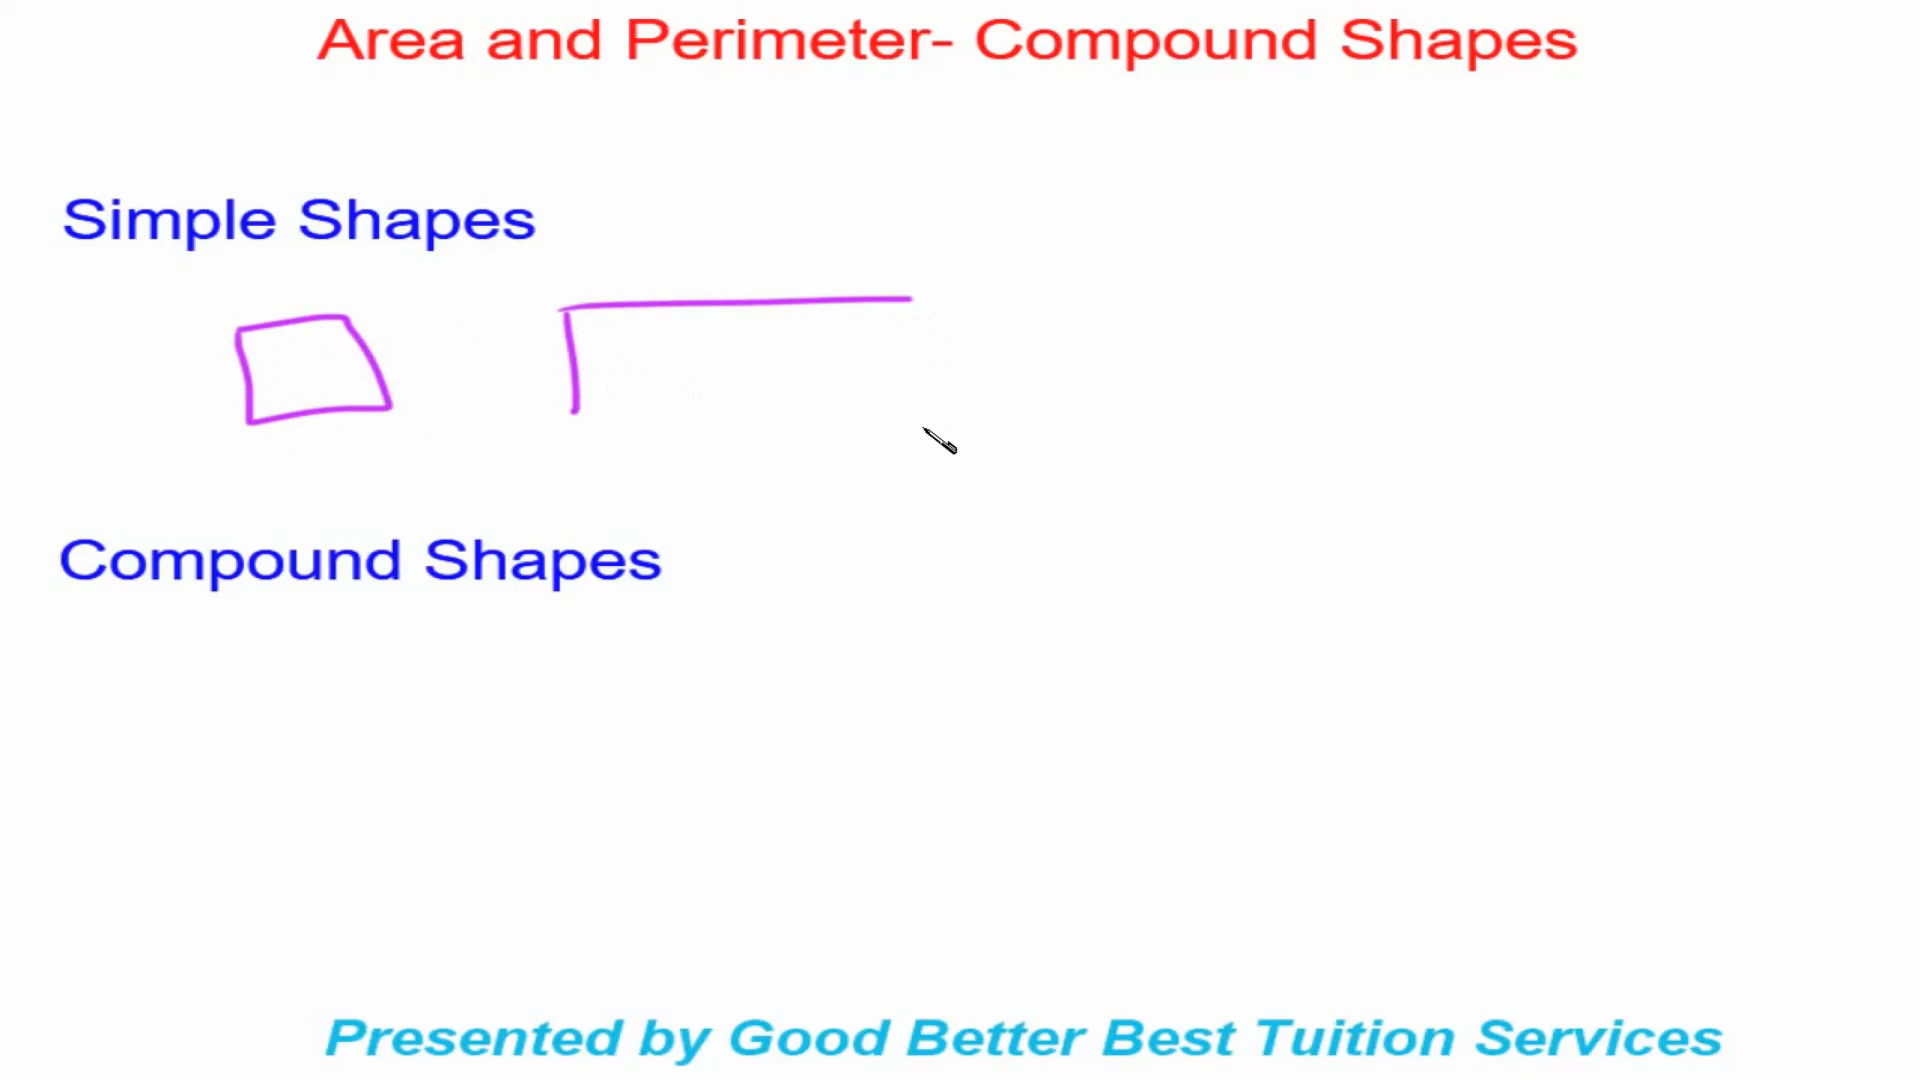 Area and Perimeter- Compound Shapes
Simple Shapes
Compound Shapes
Presented by Good Better Best Tuition Services